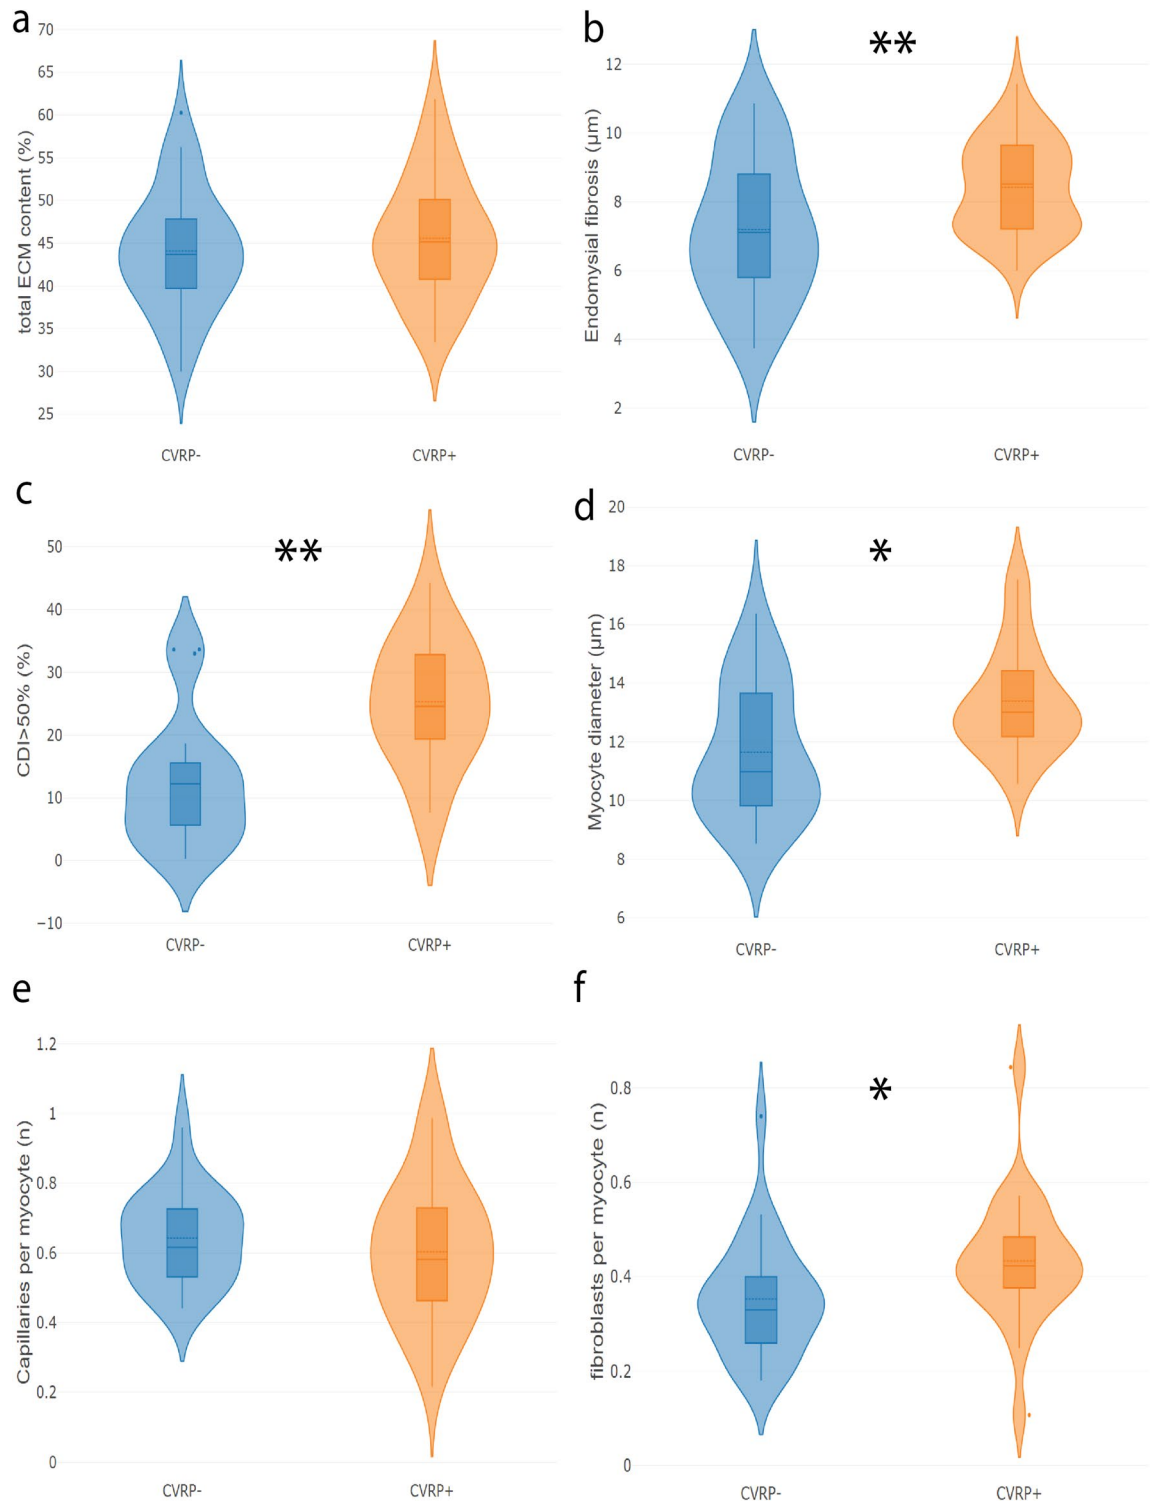 a
70
65
60
55
50
45
40
35
30
25
total ECM content (%)
CVRP-
CVRP+
b
**
12
10
8
6
4
2
Endomysial fibrosis (μm)
CVRP-
CVRP+
c
**
50
40
30
20
10
0
−10
CDI>50% (%)
CVRP-
CVRP+
d
*
20
18
16
14
12
10
8
6
Myocyte diameter (μm)
CVRP-
CVRP+
e
1.2
1
0.8
0.6
0.4
0.2
0
Capillaries per myocyte (n)
CVRP-
CVRP+
f
*
0.8
0.6
0.4
0.2
0
fibroblasts per myocyte (n)
CVRP-
CVRP+